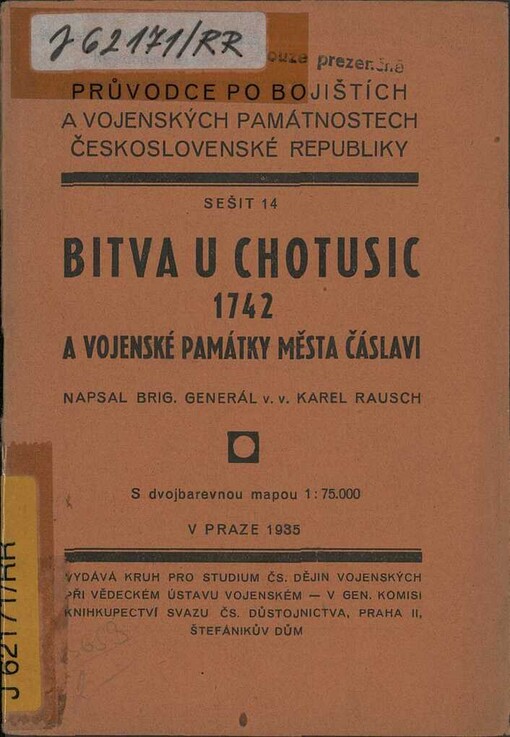 J 62171/RR
ouze prezenčně
PRŮVODCE PO BOJIŠTÍCH
A VOJENSKÝCH PAMÁTNOSTECH
ČESKOSLOVENSKÉ REPUBLIKY
SEŠIT 14
BITVA U CHOTUSIC
1742
A VOJENSKÉ PAMÁTKY MĚSTA ČÁSLAVI
NAPSAL BRIG. GENERÁL v. v. KAREL RAUSCH
S dvojbarevnou mapou 1:75.000
V PRAZE 1935
VYDÁVÁ KRUH PRO STUDIUM ČS. DĚJIN VOJENSKÝCH
PŘI VĚDECKÉM ÚSTAVU VOJENSKÉM — V GEN. KOMISI
KNIHKUPECTVÍ SVAZU ČS. DŮSTOJNICTVA, PRAHA II,
ŠTEFÁNIKŮV DŮM
J 62171/RR